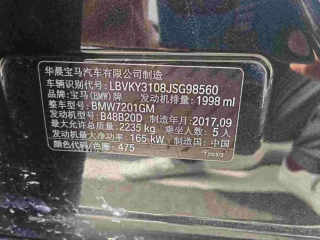 华晨宝马汽车有限公司制造
车辆识别代号: LBVKY3108JSG98560
品牌: 宝马(BMW)牌 发动机排量: 1998 ml
整车型号: BMW7201GM
发动机型号: B48B20D 制造年月: 2017.09
最大允许总质量: 2235 kg 乘坐人数: 5 人
发动机最大净功率: 165 kW 制造国: 中国
颜色代码/色圈: 475